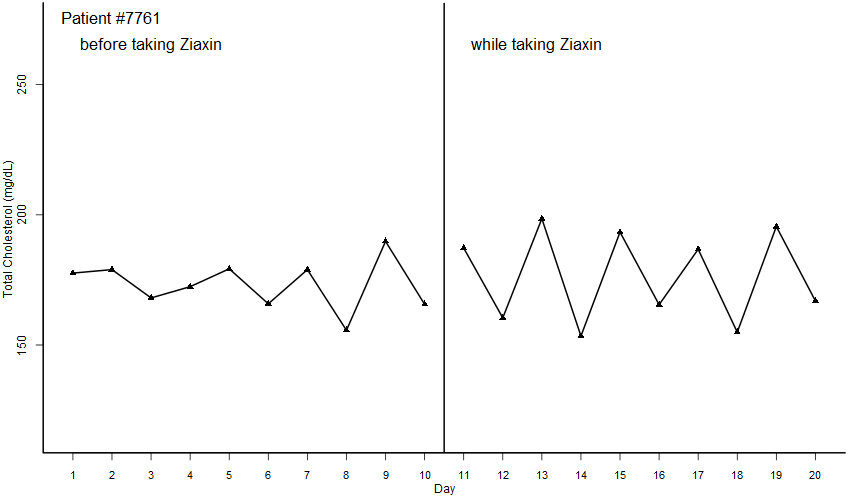 Patient #7761
before taking Ziaxin
while taking Ziaxin
Total Cholesterol (mg/dL)
250
200
150
1 2 3 4 5 6 7 8 9 10 11 12 13 14 15 16 17 18 19 20
Day